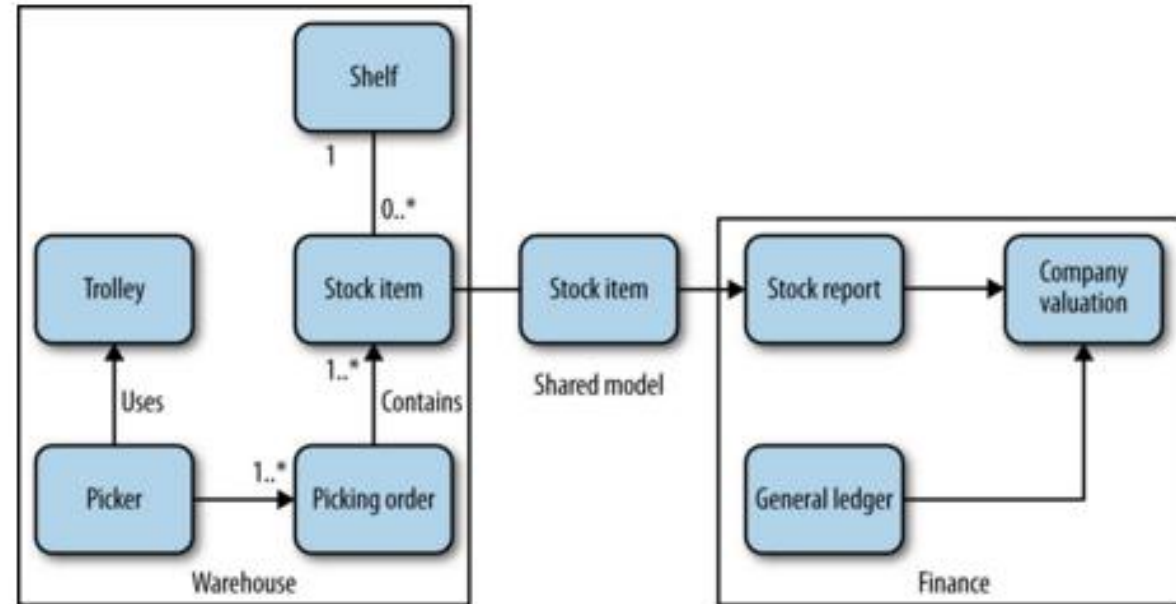 Shelf
1
0..*
Trolley
Stock item
Stock item
Stock report
Company
valuation
1..*
Shared model
Uses
Contains
1..*
Picker
Picking order
General ledger
Warehouse
Finance